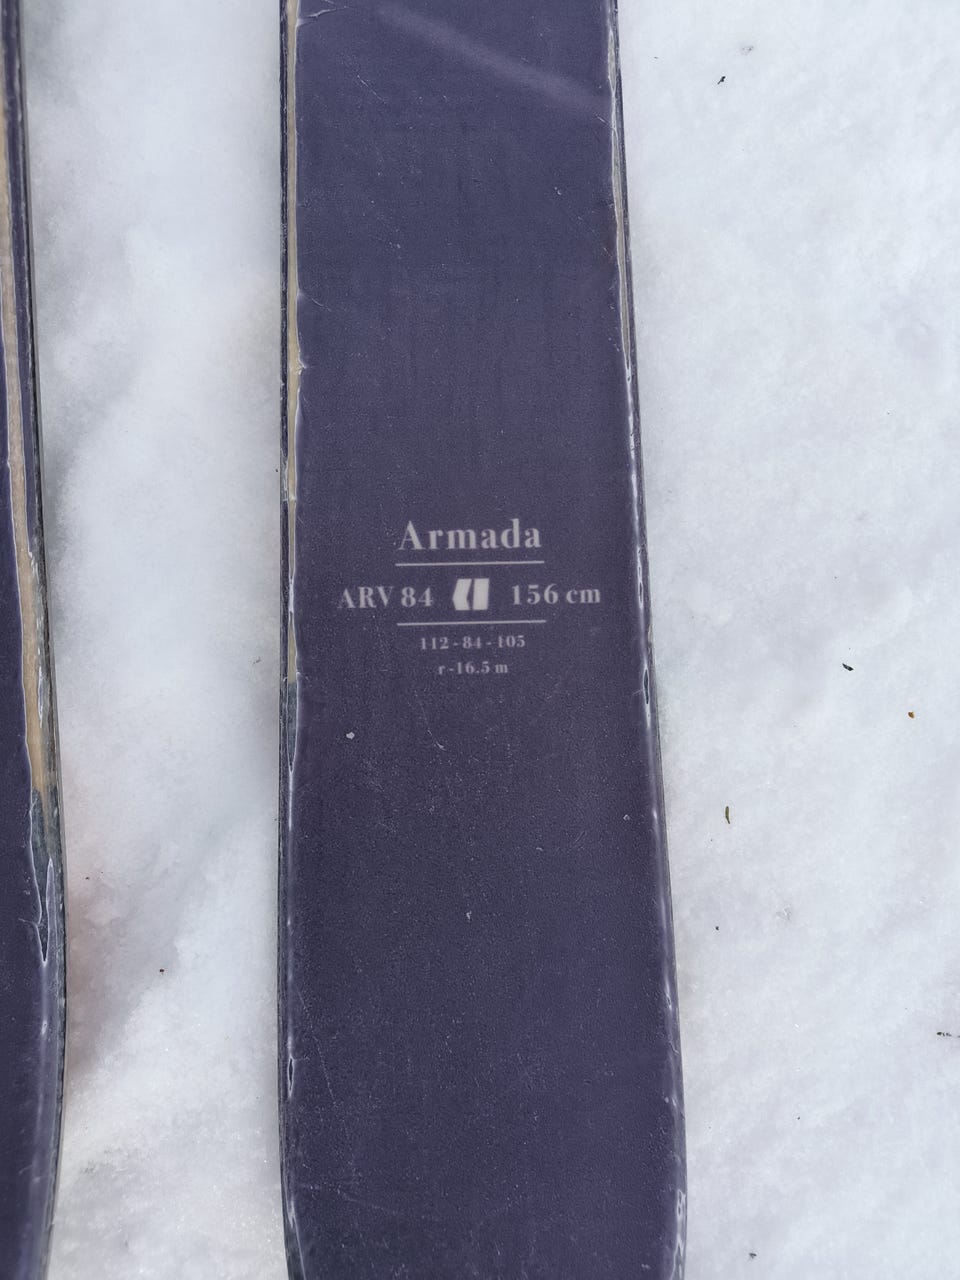 Armada
ARV 84 156 cm
112 - 84 - 105
r - 16.5 m